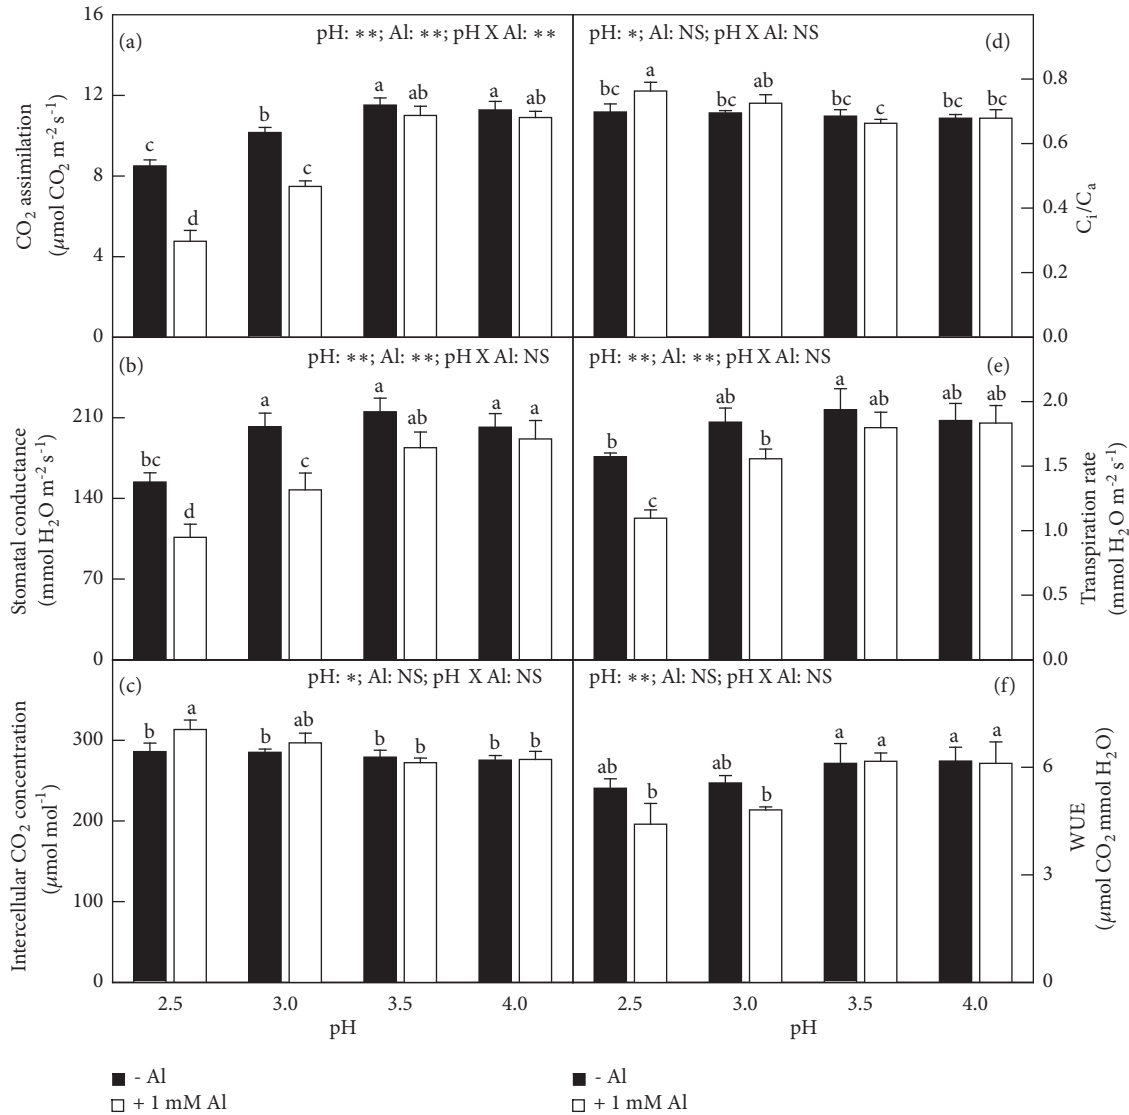 (a)
pH: ∗∗; Al: ∗∗; pH X Al: ∗∗
CO₂ assimilation
(μmol CO₂ m⁻² s⁻¹)
16
12
8
4
0
c
d
b
c
a
ab
a
ab
(d)
pH: ∗; Al: NS; pH X Al: NS
bc
a
bc
ab
bc
c
bc
bc
0.8
0.6
0.4
0.2
0.0
Cᵢ/Cₐ
(b)
pH: ∗∗; Al: ∗∗; pH X Al: NS
Stomatal conductance
(mmol H₂O m⁻² s⁻¹)
210
140
70
0
bc
d
a
c
a
ab
a
a
(e)
pH: ∗∗; Al: ∗∗; pH X Al: NS
b
c
ab
b
a
ab
ab
ab
2.0
1.5
1.0
0.5
0.0
Transpiration rate
(mmol H₂O m⁻² s⁻¹)
(c)
pH: ∗; Al: NS; pH X Al: NS
Intercellular CO₂ concentration
(μmol mol⁻¹)
300
200
100
0
b
a
b
ab
b
b
b
b
2.5
3.0
3.5
4.0
pH
(f)
pH: ∗∗; Al: NS; pH X Al: NS
ab
b
ab
b
a
a
a
a
6
3
0
WUE
(μmol CO₂ mmol H₂O)
2.5
3.0
3.5
4.0
pH
- Al
+ 1 mM Al
- Al
+ 1 mM Al